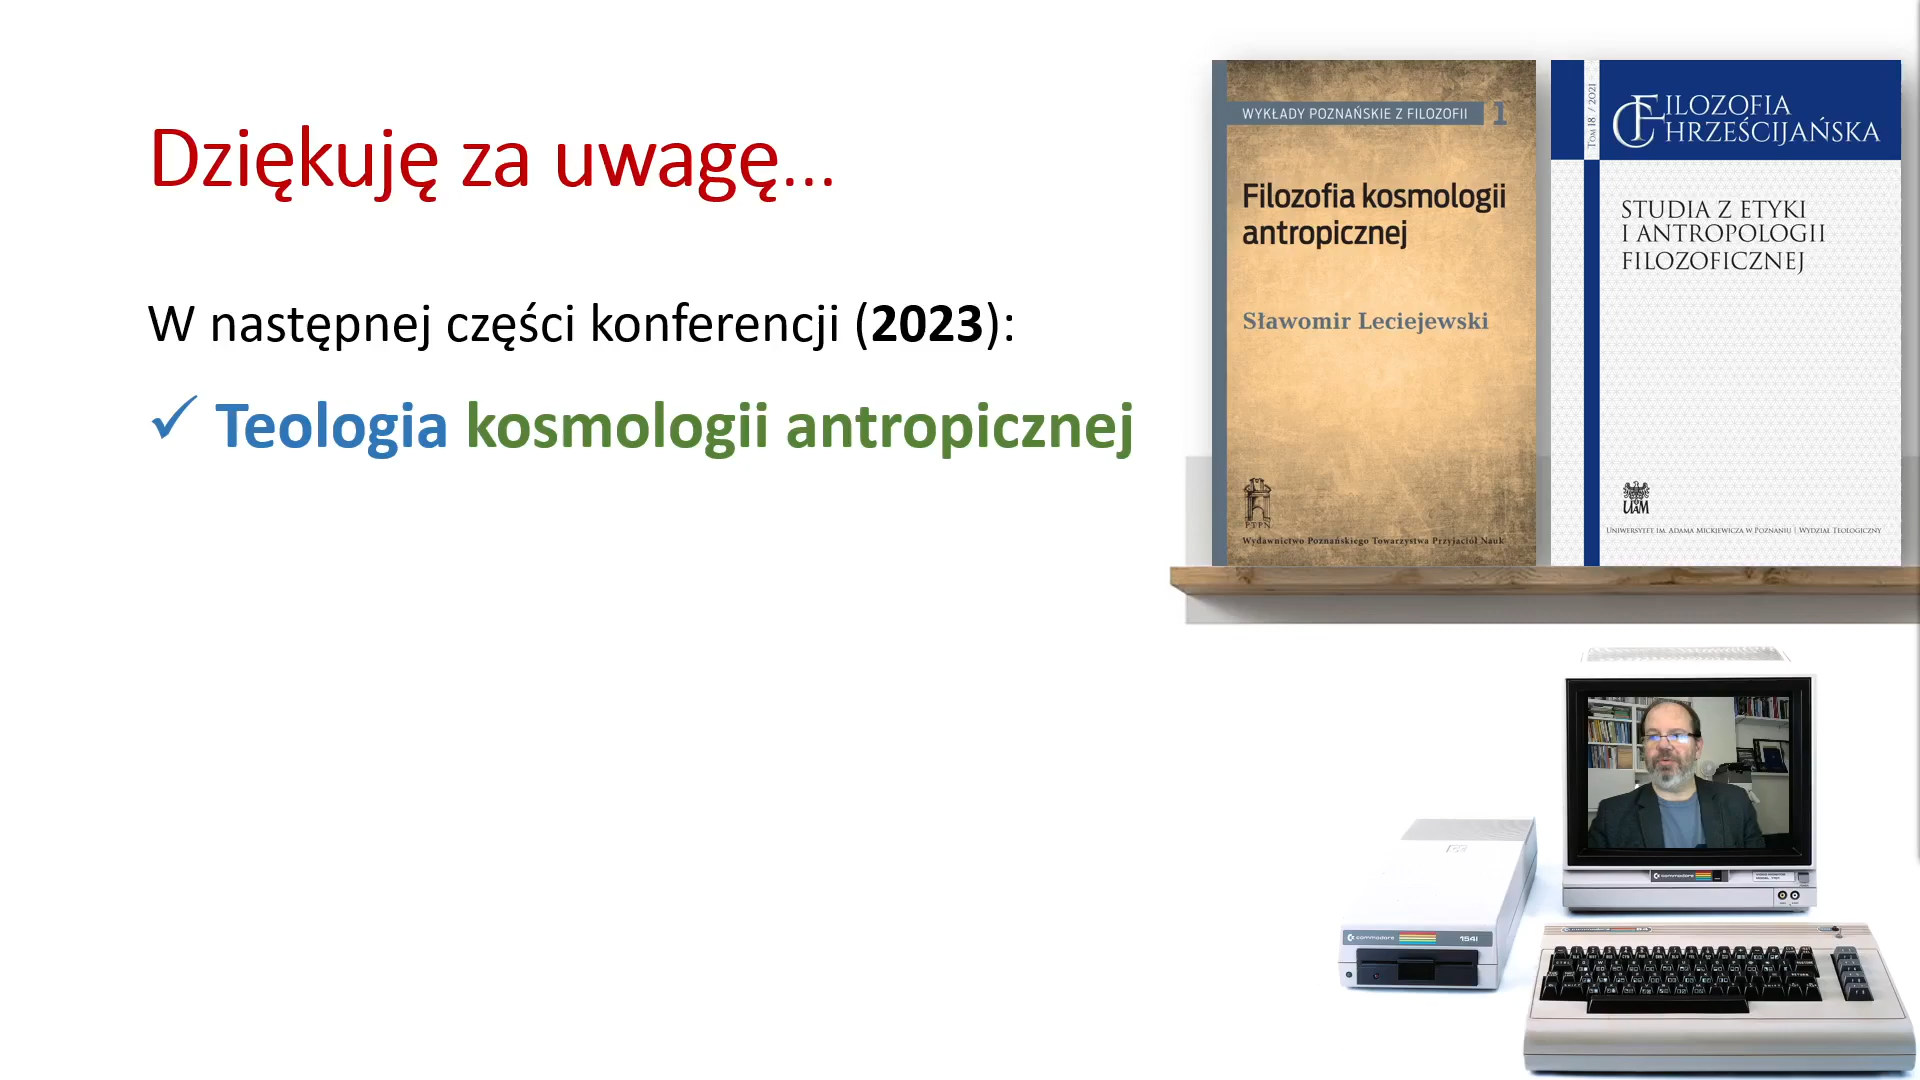 Dziękuję za uwagę...
W następnej części konferencji (2023):
✓ Teologia kosmologii antropicznej
WYKŁADY POZNAŃSKIE Z FILOZOFII 1
Filozofia kosmologii
antropicznej
Sławomir Leciejewski
PTPN
Wydawnictwo Poznańskiego Towarzystwa Przyjaciół Nauk
TOM 18 / 2021
FILOZOFIA
CHRZEŚCIJAŃSKA
STUDIA Z ETYKI
I ANTROPOLOGII
FILOZOFICZNEJ
UAM
UNIWERSYTET IM. ADAMA MICKIEWICZA W POZNANIU | WYDZIAŁ TEOLOGICZNY
commodore
commodore 1541